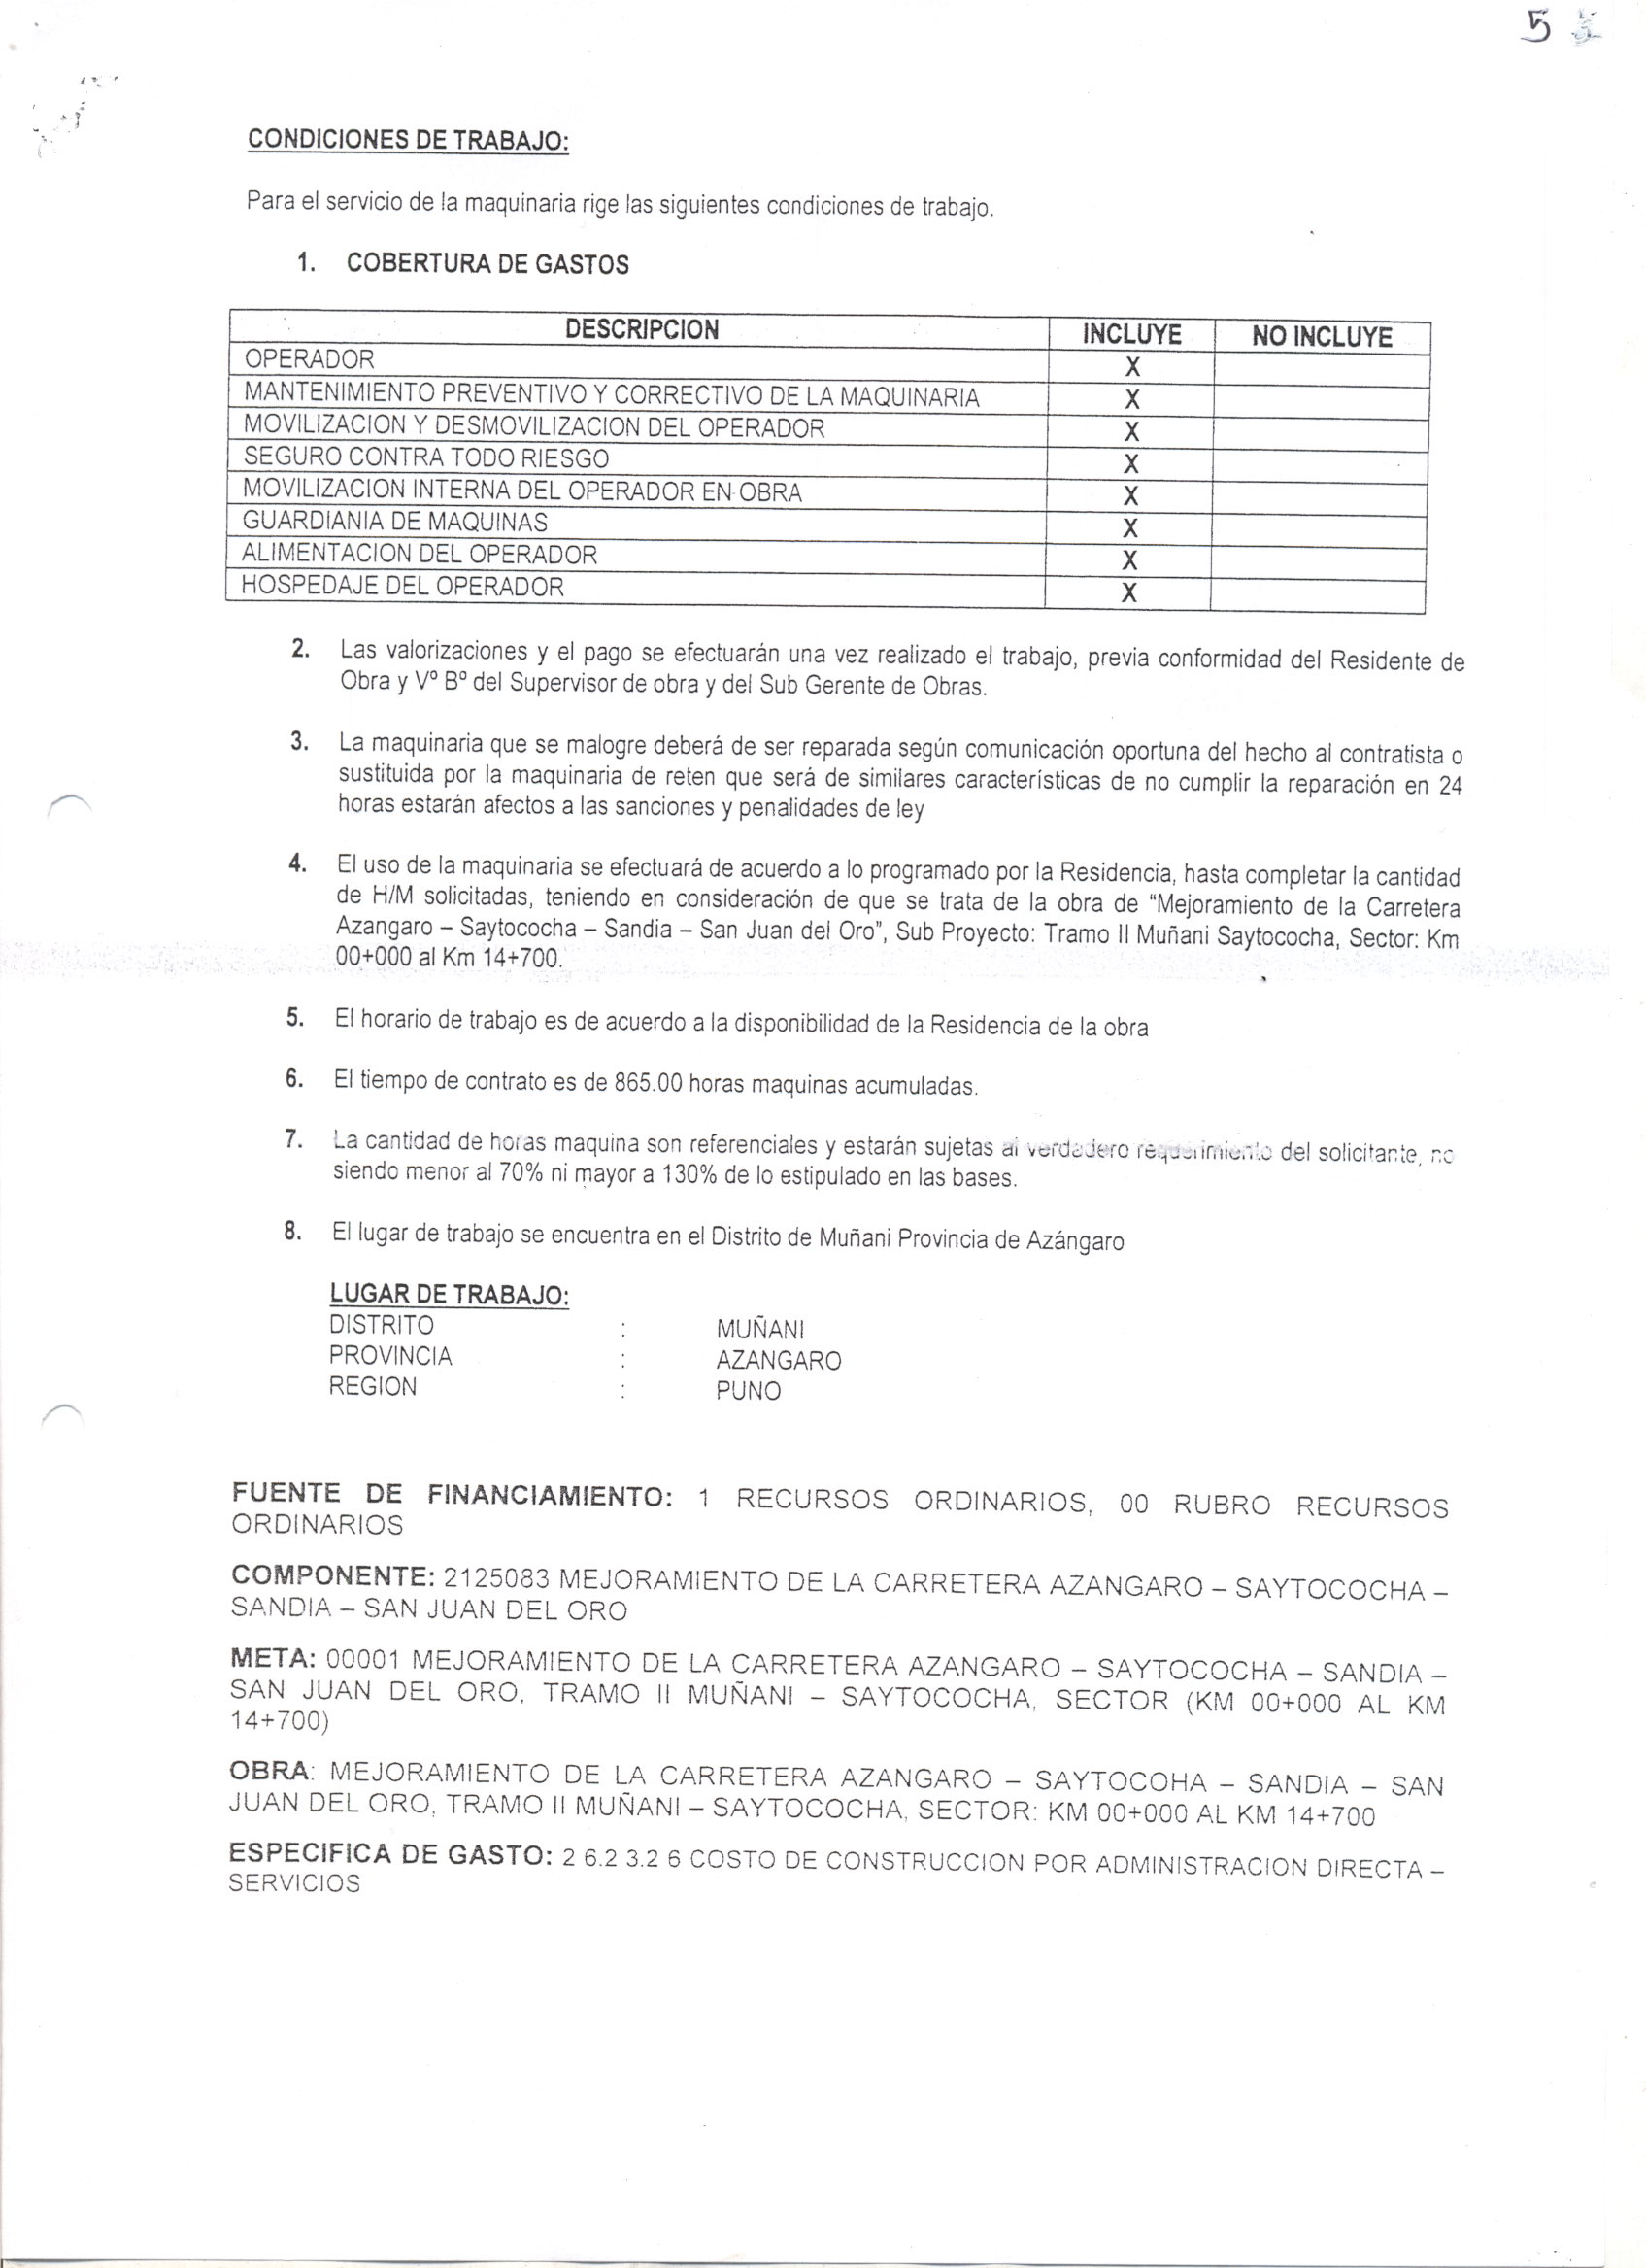 5
CONDICIONES DE TRABAJO:
Para el servicio de la maquinaria rige las siguientes condiciones de trabajo.
1. COBERTURA DE GASTOS
DESCRIPCION INCLUYE NO INCLUYE
OPERADOR X
MANTENIMIENTO PREVENTIVO Y CORRECTIVO DE LA MAQUINARIA X
MOVILIZACION Y DESMOVILIZACION DEL OPERADOR X
SEGURO CONTRA TODO RIESGO X
MOVILIZACION INTERNA DEL OPERADOR EN OBRA X
GUARDIANIA DE MAQUINAS X
ALIMENTACION DEL OPERADOR X
HOSPEDAJE DEL OPERADOR X
2. Las valorizaciones y el pago se efectuarán una vez realizado el trabajo, previa conformidad del Residente de
Obra y Vº Bº del Supervisor de obra y del Sub Gerente de Obras.
3. La maquinaria que se malogre deberá de ser reparada según comunicación oportuna del hecho al contratista o
sustituida por la maquinaria de reten que será de similares características de no cumplir la reparación en 24
horas estarán afectos a las sanciones y penalidades de ley
4. El uso de la maquinaria se efectuará de acuerdo a lo programado por la Residencia, hasta completar la cantidad
de H/M solicitadas, teniendo en consideración de que se trata de la obra de "Mejoramiento de la Carretera
Azangaro – Saytococha – Sandia – San Juan del Oro", Sub Proyecto: Tramo II Muñani Saytococha, Sector: Km
00+000 al Km 14+700.
5. El horario de trabajo es de acuerdo a la disponibilidad de la Residencia de la obra
6. El tiempo de contrato es de 865.00 horas maquinas acumuladas.
7. La cantidad de horas maquina son referenciales y estarán sujetas al verdadero requerimiento del solicitante, no
siendo menor al 70% ni mayor a 130% de lo estipulado en las bases.
8. El lugar de trabajo se encuentra en el Distrito de Muñani Provincia de Azángaro
LUGAR DE TRABAJO:
DISTRITO : MUÑANI
PROVINCIA : AZANGARO
REGION : PUNO
FUENTE DE FINANCIAMIENTO: 1 RECURSOS ORDINARIOS, 00 RUBRO RECURSOS
ORDINARIOS
COMPONENTE: 2125083 MEJORAMIENTO DE LA CARRETERA AZANGARO – SAYTOCOCHA –
SANDIA – SAN JUAN DEL ORO
META: 00001 MEJORAMIENTO DE LA CARRETERA AZANGARO – SAYTOCOCHA – SANDIA –
SAN JUAN DEL ORO, TRAMO II MUÑANI – SAYTOCOCHA, SECTOR (KM 00+000 AL KM
14+700)
OBRA: MEJORAMIENTO DE LA CARRETERA AZANGARO – SAYTOCOHA – SANDIA – SAN
JUAN DEL ORO, TRAMO II MUÑANI – SAYTOCOCHA, SECTOR: KM 00+000 AL KM 14+700
ESPECIFICA DE GASTO: 2 6.2 3.2 6 COSTO DE CONSTRUCCION POR ADMINISTRACION DIRECTA –
SERVICIOS